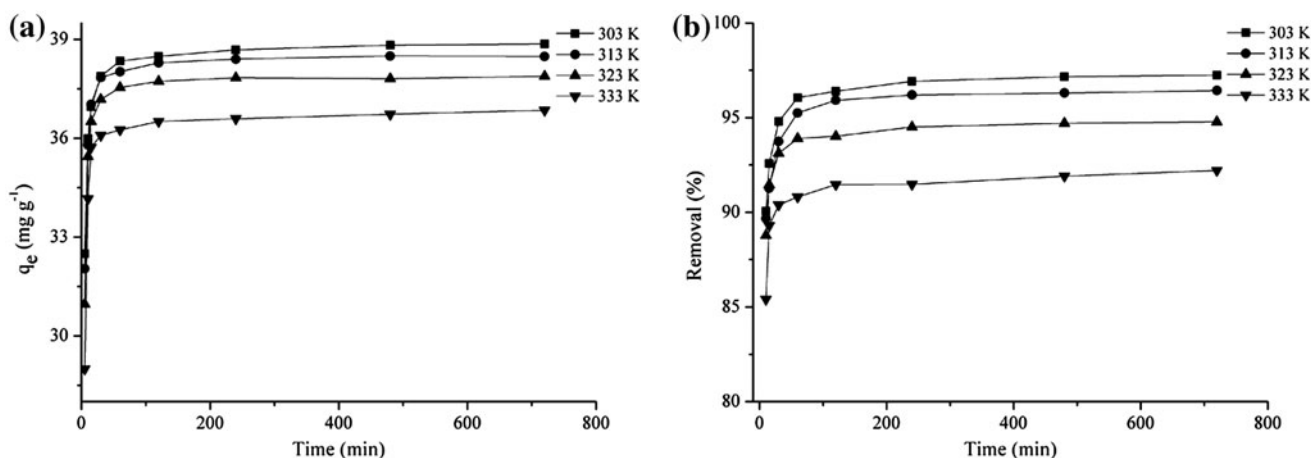 (a)
39
36
33
30
qe (mg g-1)
0
200
400
600
800
Time (min)
303 K
313 K
323 K
333 K
(b)
100
95
90
85
80
Removal (%)
0
200
400
600
800
Time (min)
303 K
313 K
323 K
333 K